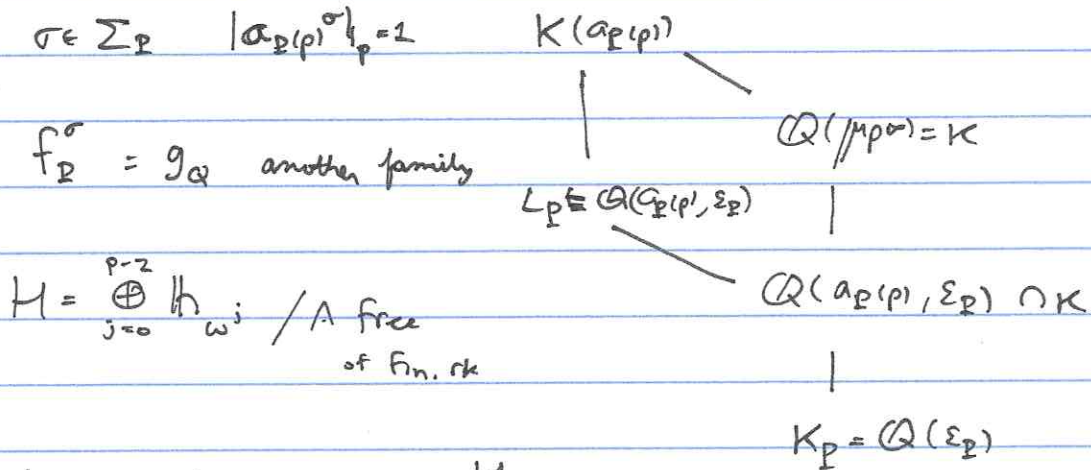 σ ∈ Σ_P |a_P(p)^σ|_p = 1
K(a_P(p))
Q(μ_p∞) = K
f_P^σ = g_Q another family
L_P = Q(a_P(p), ε_P)
H = ⊕_{j=0}^{p-2} h_{ω^j} / Λ free
of fin. rk
Q(a_P(p), ε_P) ∩ K
K_P = Q(ε_P)